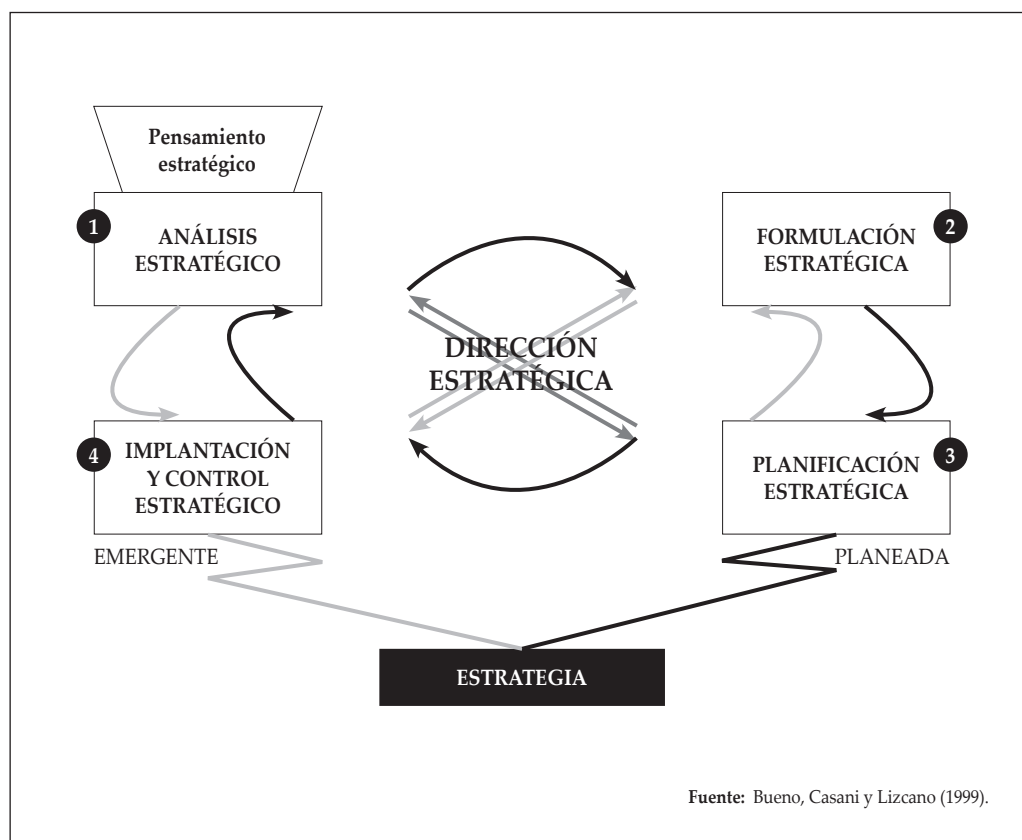 Pensamiento
estratégico
1
ANÁLISIS
ESTRATÉGICO
2
FORMULACIÓN
ESTRATÉGICA
DIRECCIÓN
ESTRATÉGICA
4
IMPLANTACIÓN
Y CONTROL
ESTRATÉGICO
3
PLANIFICACIÓN
ESTRATÉGICA
EMERGENTE
PLANEADA
ESTRATEGIA
Fuente: Bueno, Casani y Lizcano (1999).